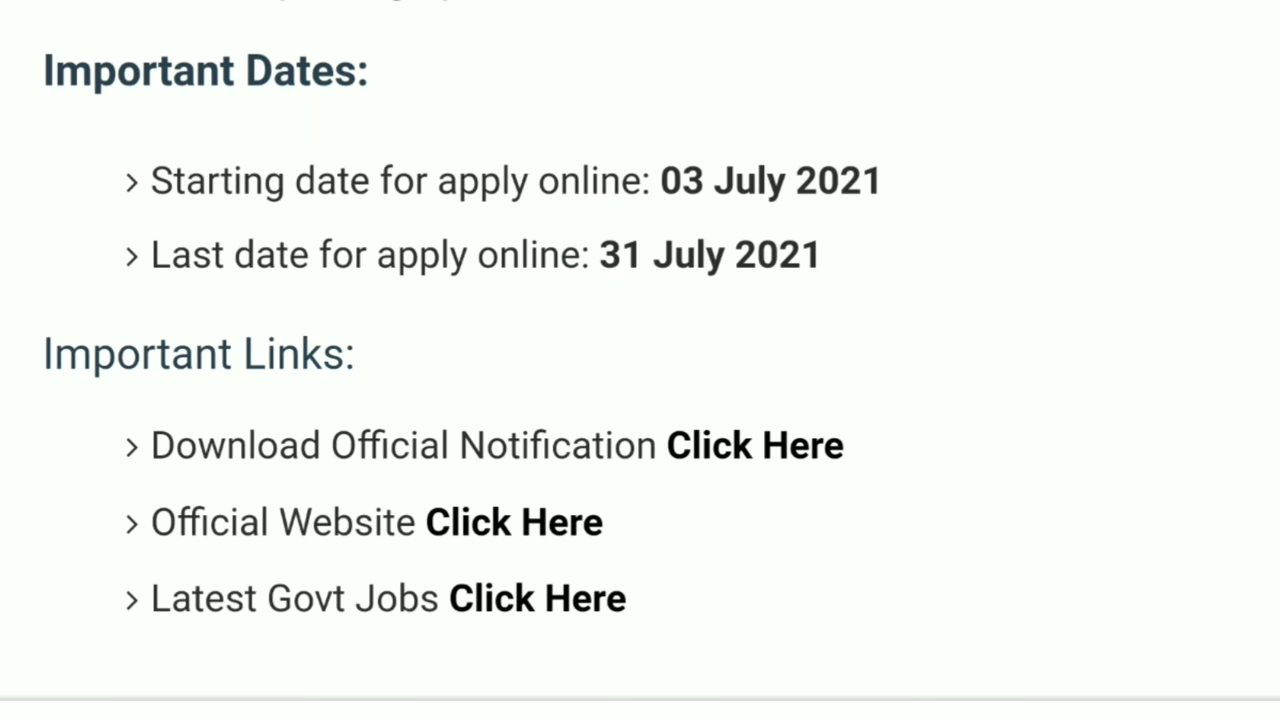 Important Dates:
> Starting date for apply online: 03 July 2021
> Last date for apply online: 31 July 2021
Important Links:
> Download Official Notification Click Here
> Official Website Click Here
> Latest Govt Jobs Click Here